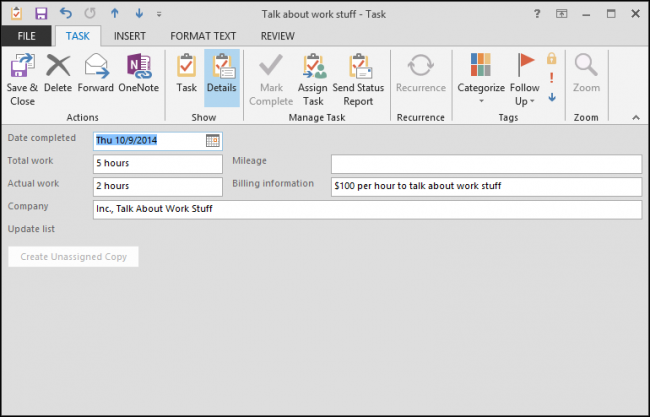 Talk about work stuff - Task
?
FILE TASK INSERT FORMAT TEXT REVIEW
Save & Close
Delete
Forward
OneNote
Actions
Task
Details
Show
Mark Complete
Assign Task
Send Status Report
Manage Task
Recurrence
Recurrence
Categorize
Follow Up
Tags
Zoom
Zoom
Date completed Thu 10/9/2014
Total work 5 hours Mileage
Actual work 2 hours Billing information $100 per hour to talk about work stuff
Company Inc., Talk About Work Stuff
Update list
Create Unassigned Copy